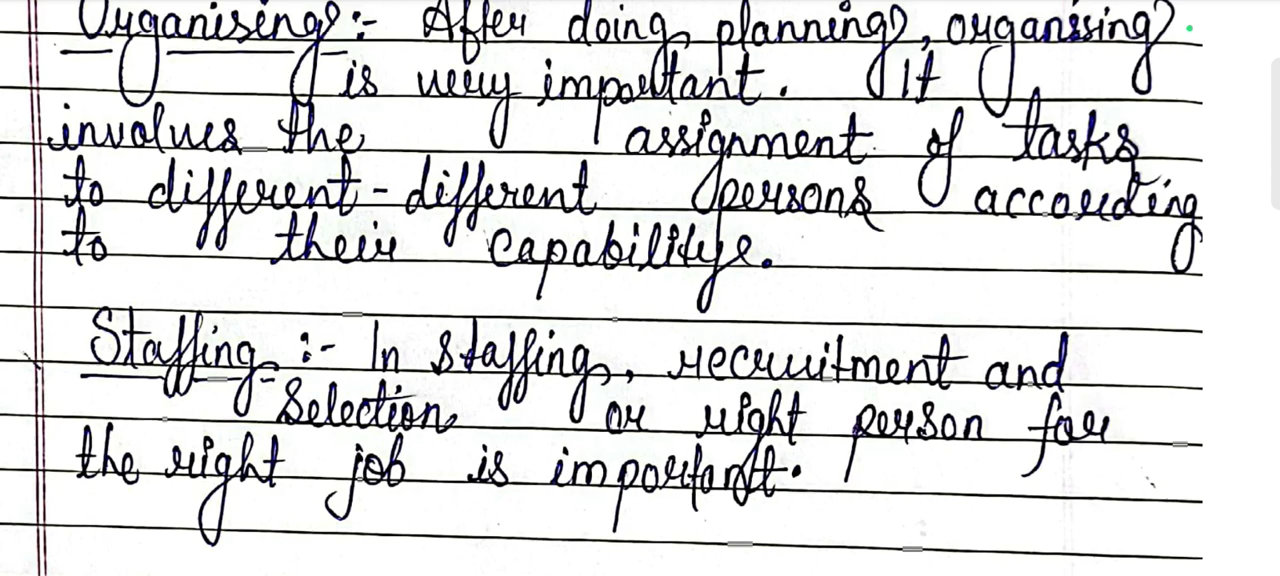 Organising :- After doing planning, organising
is very important. It
involves the assignment of tasks
to different-different persons according
to their capabilitye.
Staffing :- In staffing, recruitment and
Selection or right person for
the right job is important.